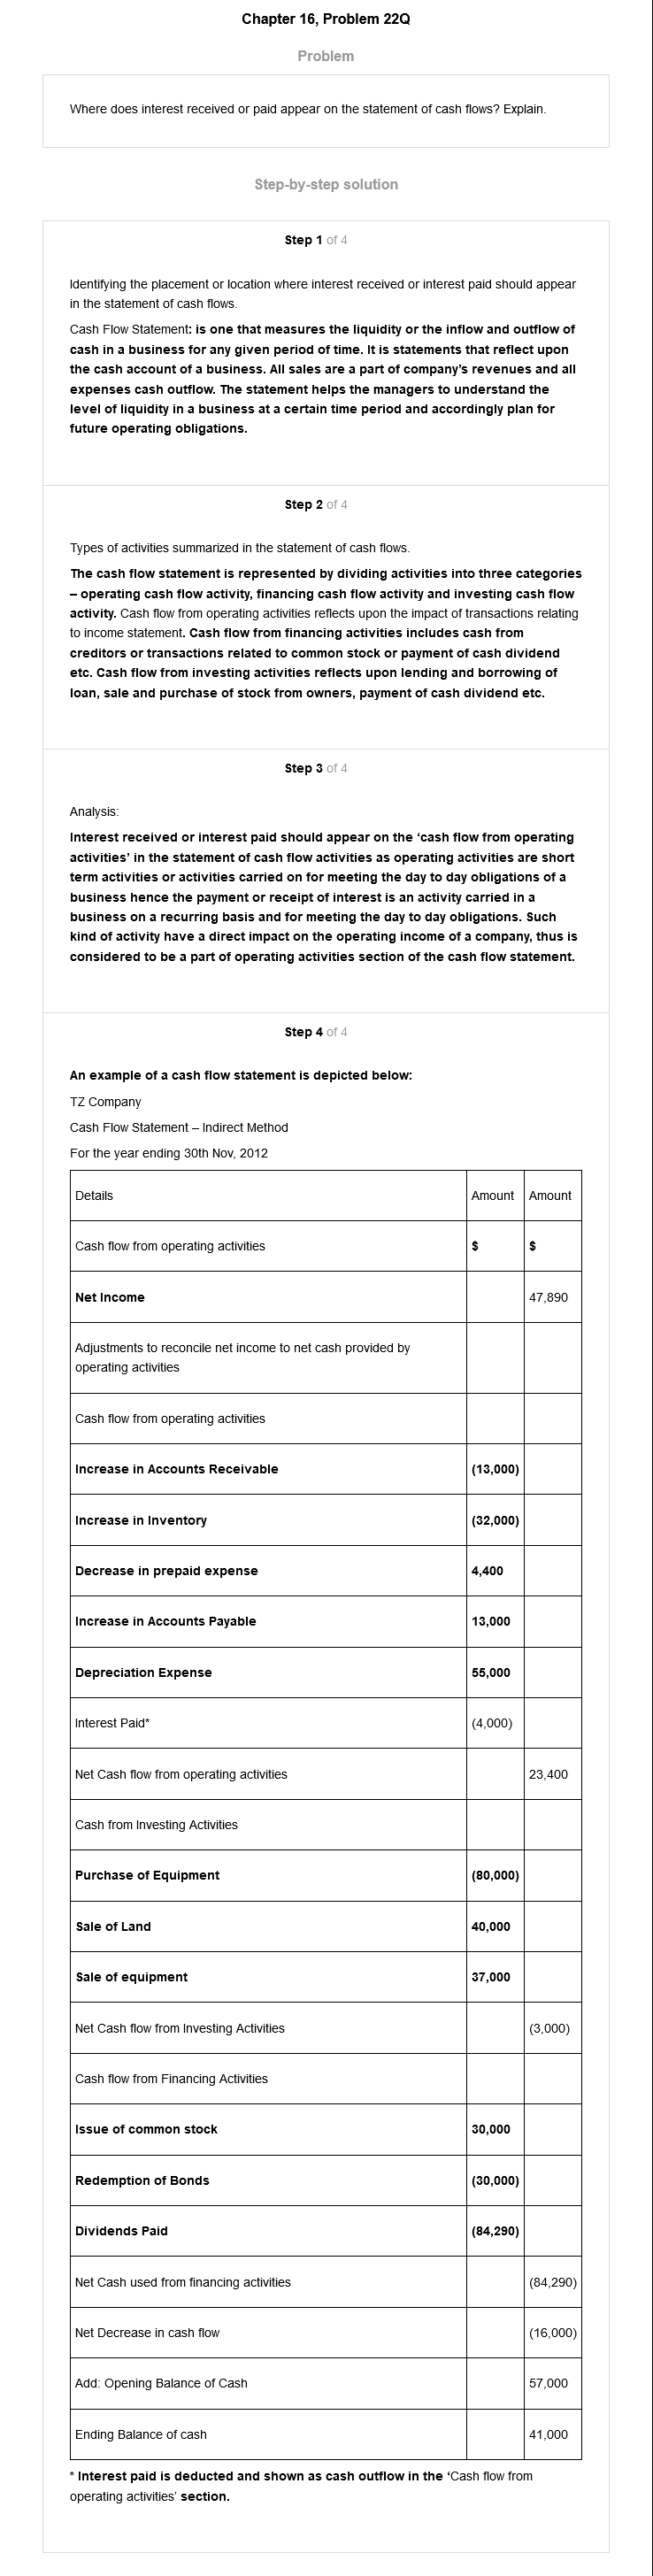 Chapter 16, Problem 22Q
Problem
Where does interest received or paid appear on the statement of cash flows? Explain.
Step-by-step solution
Step 1 of 4
Identifying the placement or location where interest received or interest paid should appear
in the statement of cash flows.
Cash Flow Statement: is one that measures the liquidity or the inflow and outflow of
cash in a business for any given period of time. It is statements that reflect upon
the cash account of a business. All sales are a part of company's revenues and all
expenses cash outflow. The statement helps the managers to understand the
level of liquidity in a business at a certain time period and accordingly plan for
future operating obligations.
Step 2 of 4
Types of activities summarized in the statement of cash flows.
The cash flow statement is represented by dividing activities into three categories
– operating cash flow activity, financing cash flow activity and investing cash flow
activity. Cash flow from operating activities reflects upon the impact of transactions relating
to income statement. Cash flow from financing activities includes cash from
creditors or transactions related to common stock or payment of cash dividend
etc. Cash flow from investing activities reflects upon lending and borrowing of
loan, sale and purchase of stock from owners, payment of cash dividend etc.
Step 3 of 4
Analysis:
Interest received or interest paid should appear on the ‘cash flow from operating
activities’ in the statement of cash flow activities as operating activities are short
term activities or activities carried on for meeting the day to day obligations of a
business hence the payment or receipt of interest is an activity carried in a
business on a recurring basis and for meeting the day to day obligations. Such
kind of activity have a direct impact on the operating income of a company, thus is
considered to be a part of operating activities section of the cash flow statement.
Step 4 of 4
An example of a cash flow statement is depicted below:
TZ Company
Cash Flow Statement – Indirect Method
For the year ending 30th Nov, 2012
Details Amount Amount
Cash flow from operating activities $ $
Net Income 47,890
Adjustments to reconcile net income to net cash provided by
operating activities
Cash flow from operating activities
Increase in Accounts Receivable (13,000)
Increase in Inventory (32,000)
Decrease in prepaid expense 4,400
Increase in Accounts Payable 13,000
Depreciation Expense 55,000
Interest Paid* (4,000)
Net Cash flow from operating activities 23,400
Cash from Investing Activities
Purchase of Equipment (80,000)
Sale of Land 40,000
Sale of equipment 37,000
Net Cash flow from Investing Activities (3,000)
Cash flow from Financing Activities
Issue of common stock 30,000
Redemption of Bonds (30,000)
Dividends Paid (84,290)
Net Cash used from financing activities (84,290)
Net Decrease in cash flow (16,000)
Add: Opening Balance of Cash 57,000
Ending Balance of cash 41,000
* Interest paid is deducted and shown as cash outflow in the ‘Cash flow from
operating activities’ section.